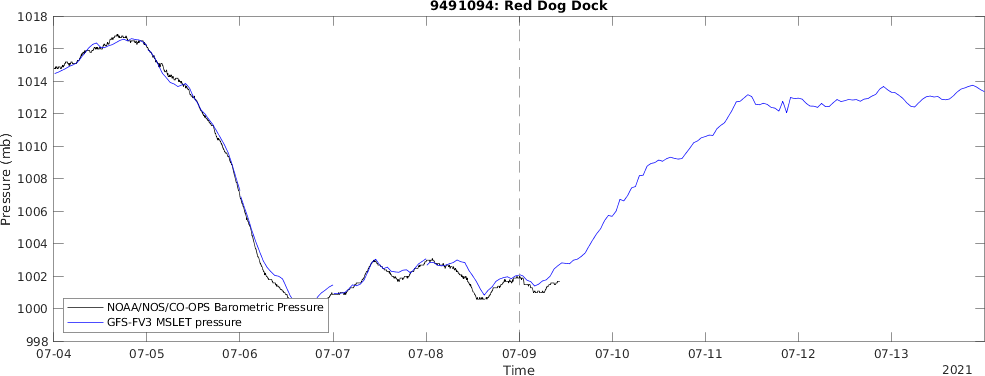 9491094: Red Dog Dock
1018
1016
1014
1012
1010
1008
1006
1004
1002
1000
998
Pressure (mb)
NOAA/NOS/CO-OPS Barometric Pressure
GFS-FV3 MSLET pressure
07-04 07-05 07-06 07-07 07-08 07-09 07-10 07-11 07-12 07-13
Time
2021